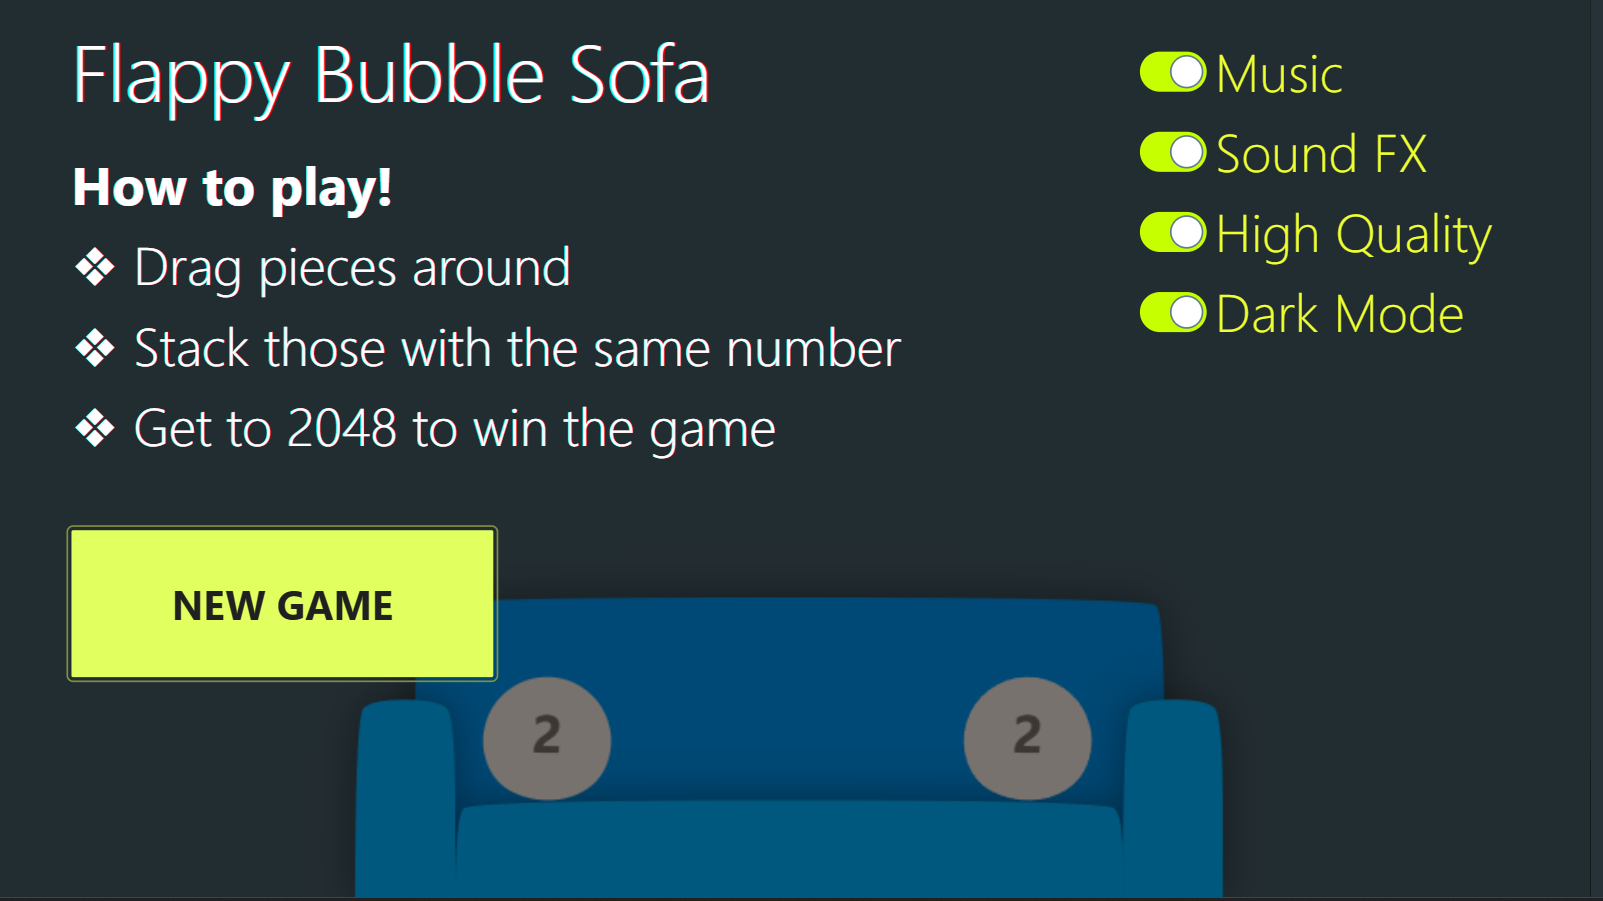 Flappy Bubble Sofa
How to play!
❖ Drag pieces around
❖ Stack those with the same number
❖ Get to 2048 to win the game
Music
Sound FX
High Quality
Dark Mode
NEW GAME
2 2